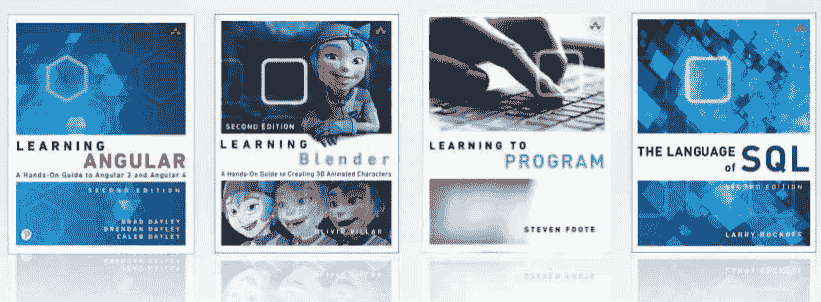 LEARNING
ANGULAR
A Hands-On Guide to Angular 2 and Angular 4
SECOND EDITION
BRAD DAYLEY
BRENDAN DAYLEY
CALEB DAYLEY
SECOND EDITION
LEARNING
Blender
A Hands-On Guide to Creating 3D Animated Characters
OLIVER VILLAR
LEARNING TO
PROGRAM
STEVEN FOOTE
THE LANGUAGE
of SQL
SECOND EDITION
LARRY ROCKOFF